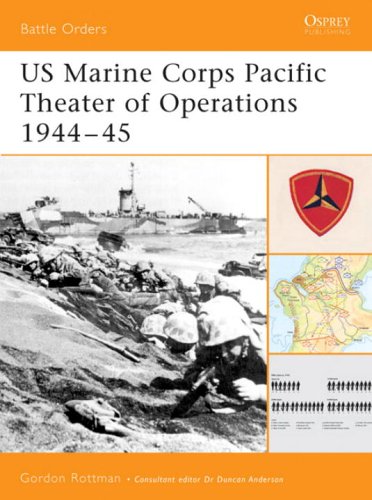 Battle Orders
OSPREY
PUBLISHING
US Marine Corps Pacific
Theater of Operations
1944–45
Gordon Rottman • Consultant editor Dr Duncan Anderson